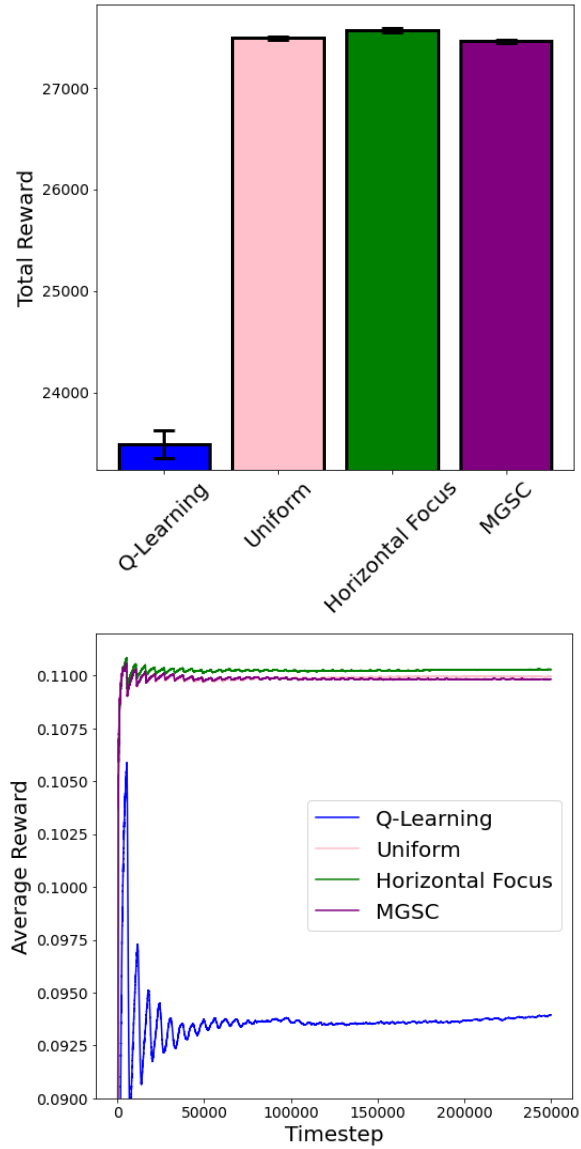 Total Reward
27000
26000
25000
24000
Q-Learning
Uniform
Horizontal Focus
MGSC
Average Reward
0.1100
0.1075
0.1050
0.1025
0.1000
0.0975
0.0950
0.0925
0.0900
Q-Learning
Uniform
Horizontal Focus
MGSC
0 50000 100000 150000 200000 250000
Timestep